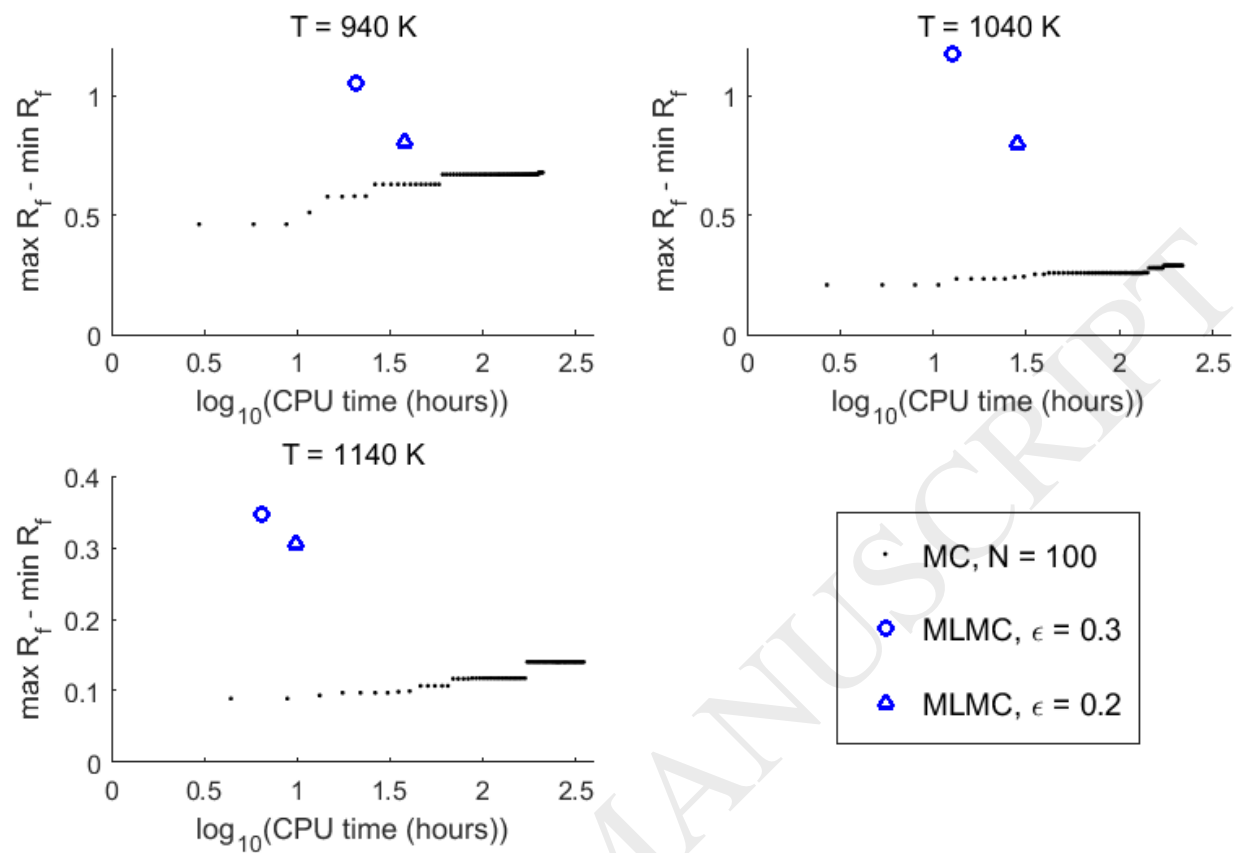 T = 940 K
max R_f - min R_f
1
0.5
0
0 0.5 1 1.5 2 2.5
log_10(CPU time (hours))
T = 1040 K
max R_f - min R_f
1
0.5
0
0 0.5 1 1.5 2 2.5
log_10(CPU time (hours))
T = 1140 K
max R_f - min R_f
0.4
0.3
0.2
0.1
0
0 0.5 1 1.5 2 2.5
log_10(CPU time (hours))
MC, N = 100
MLMC, ϵ = 0.3
MLMC, ϵ = 0.2
MANUSCRIPT